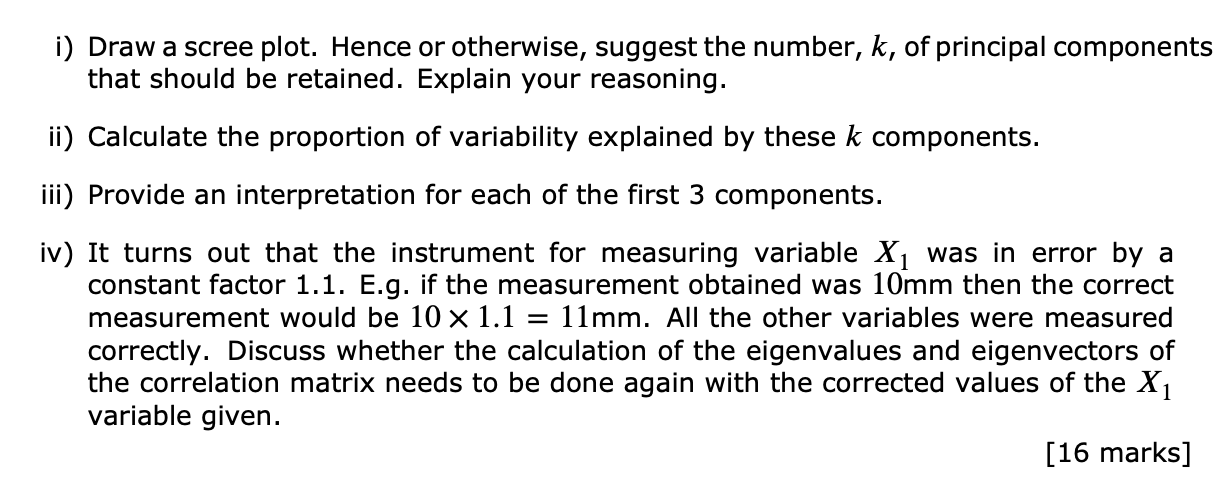 i) Draw a scree plot. Hence or otherwise, suggest the number, k, of principal components
that should be retained. Explain your reasoning.
ii) Calculate the proportion of variability explained by these k components.
iii) Provide an interpretation for each of the first 3 components.
iv) It turns out that the instrument for measuring variable X₁ was in error by a
constant factor 1.1. E.g. if the measurement obtained was 10mm then the correct
measurement would be 10 × 1.1 = 11mm. All the other variables were measured
correctly. Discuss whether the calculation of the eigenvalues and eigenvectors of
the correlation matrix needs to be done again with the corrected values of the X₁
variable given.
[16 marks]